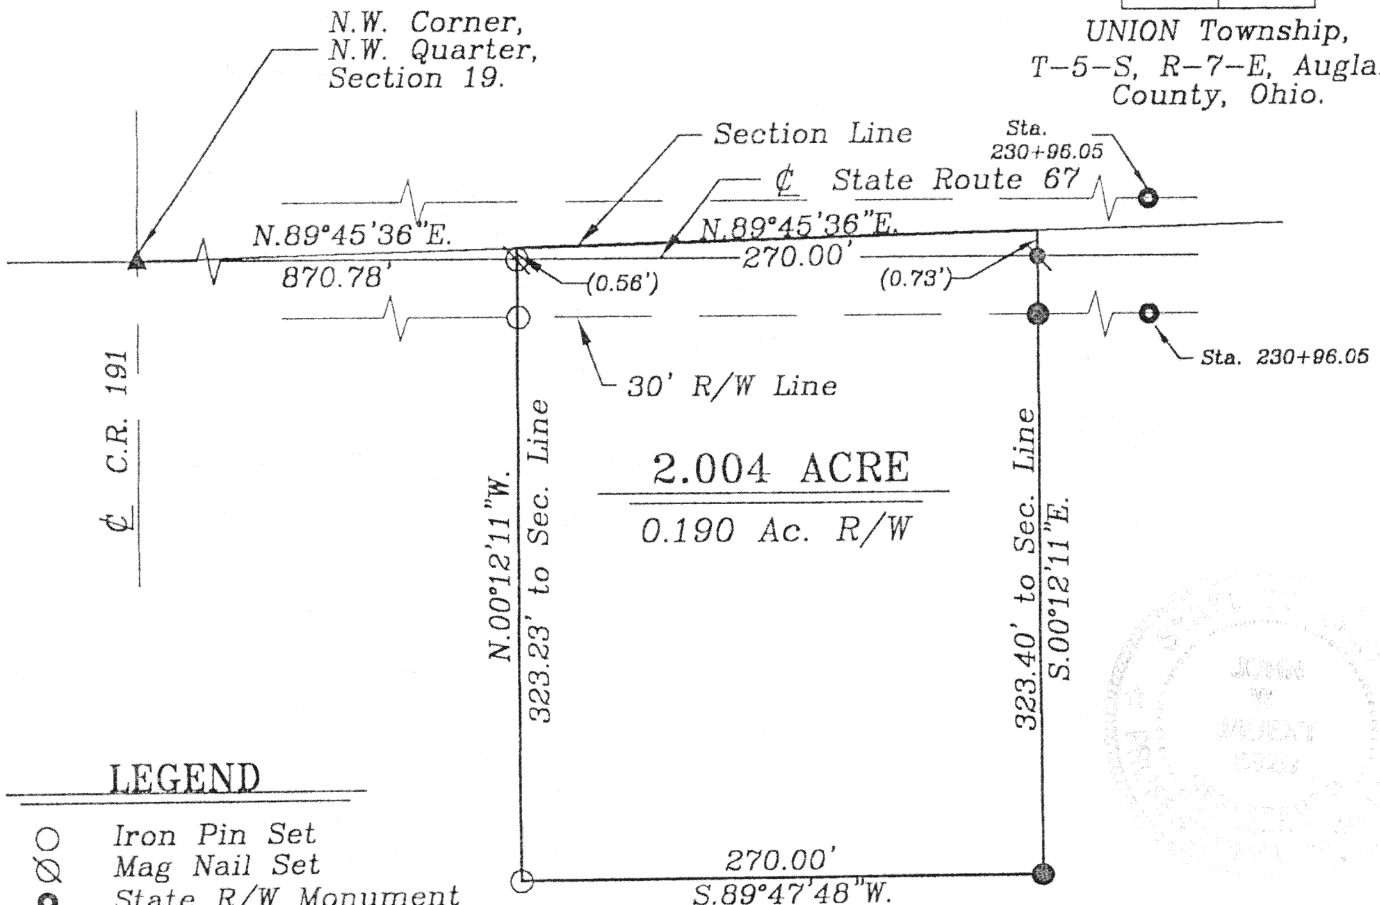 N.W. Corner,
N.W. Quarter,
Section 19.
UNION Township,
T-5-S, R-7-E, Augla
County, Ohio.
Section Line
Sta.
230+96.05
℄ State Route 67
N.89°45'36"E.
870.78'
N.89°45'36"E.
270.00'
(0.56')
(0.73')
Sta. 230+96.05
30' R/W Line
℄ C.R. 191
2.004 ACRE
0.190 Ac. R/W
N.00°12'11"W.
323.23' to Sec. Line
323.40' to Sec. Line
S.00°12'11"E.
JOHN
W
LEGEND
Iron Pin Set
Mag Nail Set
State R/W Monument
270.00'
S.89°47'48"W.